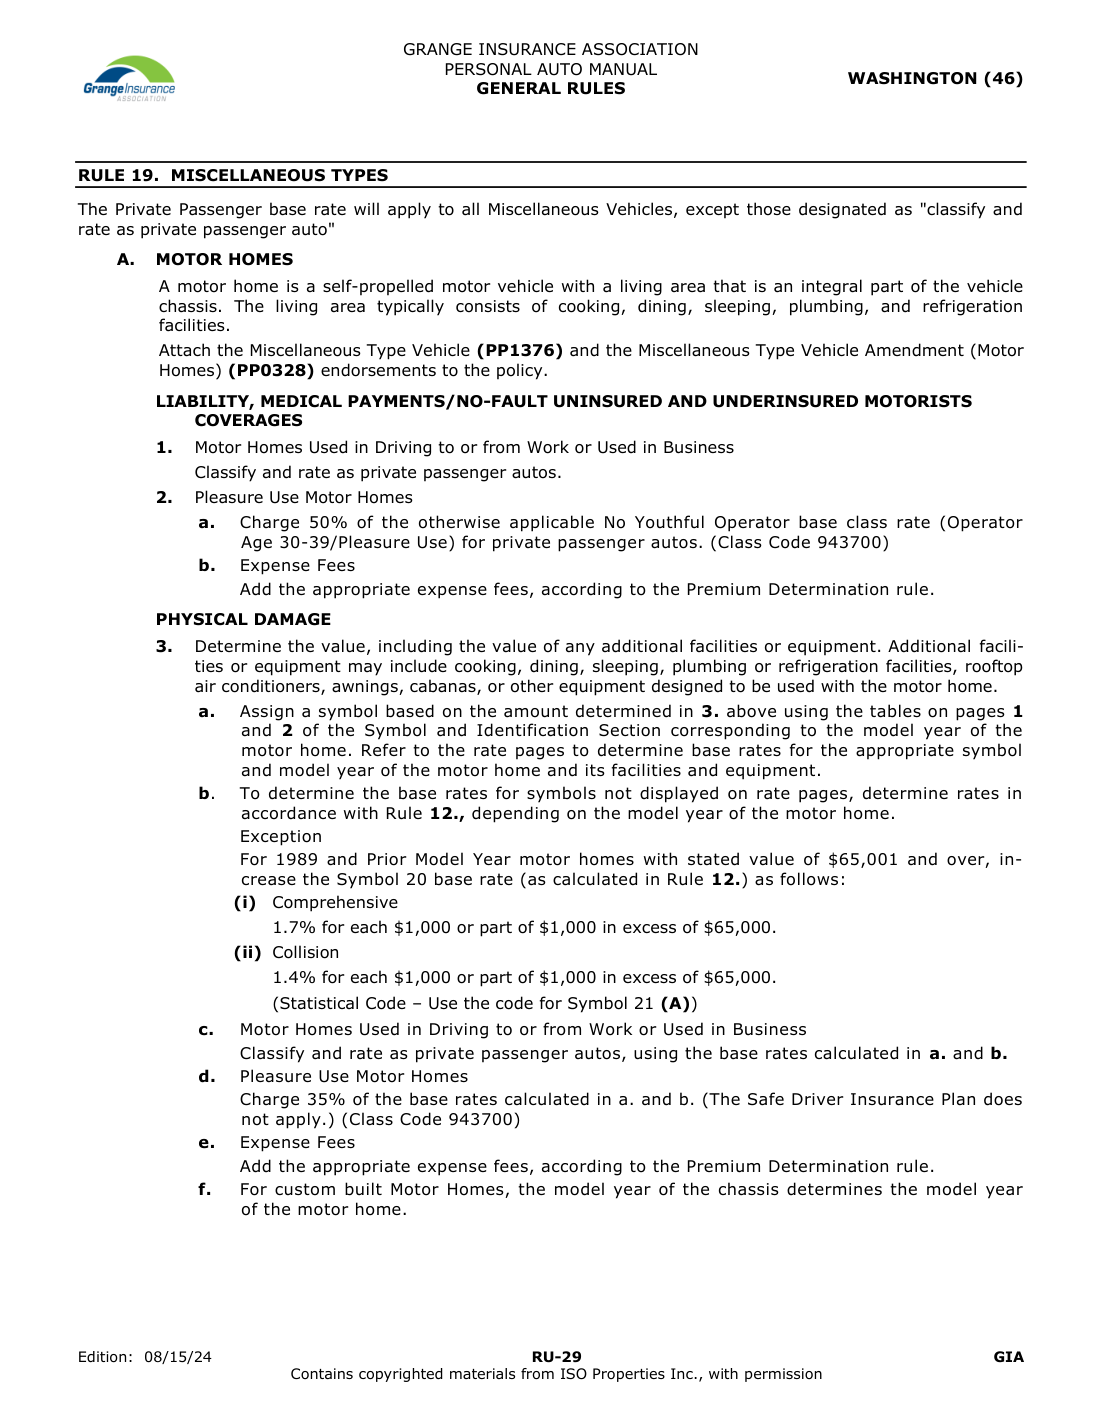 GRANGE INSURANCE ASSOCIATION
PERSONAL AUTO MANUAL
GENERAL RULES
WASHINGTON (46)
GrangeInsurance
ASSOCIATION
RULE 19. MISCELLANEOUS TYPES
The Private Passenger base rate will apply to all Miscellaneous Vehicles, except those designated as "classify and
rate as private passenger auto"
A. MOTOR HOMES
A motor home is a self-propelled motor vehicle with a living area that is an integral part of the vehicle
chassis. The living area typically consists of cooking, dining, sleeping, plumbing, and refrigeration
facilities.
Attach the Miscellaneous Type Vehicle (PP1376) and the Miscellaneous Type Vehicle Amendment (Motor
Homes) (PP0328) endorsements to the policy.
LIABILITY, MEDICAL PAYMENTS/NO-FAULT UNINSURED AND UNDERINSURED MOTORISTS
COVERAGES
1. Motor Homes Used in Driving to or from Work or Used in Business
Classify and rate as private passenger autos.
2. Pleasure Use Motor Homes
a. Charge 50% of the otherwise applicable No Youthful Operator base class rate (Operator
Age 30-39/Pleasure Use) for private passenger autos. (Class Code 943700)
b. Expense Fees
Add the appropriate expense fees, according to the Premium Determination rule.
PHYSICAL DAMAGE
3. Determine the value, including the value of any additional facilities or equipment. Additional facili-
ties or equipment may include cooking, dining, sleeping, plumbing or refrigeration facilities, rooftop
air conditioners, awnings, cabanas, or other equipment designed to be used with the motor home.
a. Assign a symbol based on the amount determined in 3. above using the tables on pages 1
and 2 of the Symbol and Identification Section corresponding to the model year of the
motor home. Refer to the rate pages to determine base rates for the appropriate symbol
and model year of the motor home and its facilities and equipment.
b. To determine the base rates for symbols not displayed on rate pages, determine rates in
accordance with Rule 12., depending on the model year of the motor home.
Exception
For 1989 and Prior Model Year motor homes with stated value of $65,001 and over, in-
crease the Symbol 20 base rate (as calculated in Rule 12.) as follows:
(i) Comprehensive
1.7% for each $1,000 or part of $1,000 in excess of $65,000.
(ii) Collision
1.4% for each $1,000 or part of $1,000 in excess of $65,000.
(Statistical Code – Use the code for Symbol 21 (A))
c. Motor Homes Used in Driving to or from Work or Used in Business
Classify and rate as private passenger autos, using the base rates calculated in a. and b.
d. Pleasure Use Motor Homes
Charge 35% of the base rates calculated in a. and b. (The Safe Driver Insurance Plan does
not apply.) (Class Code 943700)
e. Expense Fees
Add the appropriate expense fees, according to the Premium Determination rule.
f. For custom built Motor Homes, the model year of the chassis determines the model year
of the motor home.
Edition: 08/15/24
RU-29
GIA
Contains copyrighted materials from ISO Properties Inc., with permission